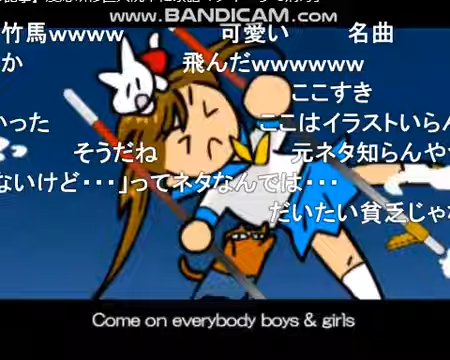 www.BANDICAM.com
竹馬wwww 可愛い 名曲
か 飛んだwwwwww
ここすき
いった ここはイラストいらん
そうだね 元ネタ知らんやつ
ないけど・・・」ってネタなんでは・・・
だいたい貧乏じゃな
Come on everybody boys & girls